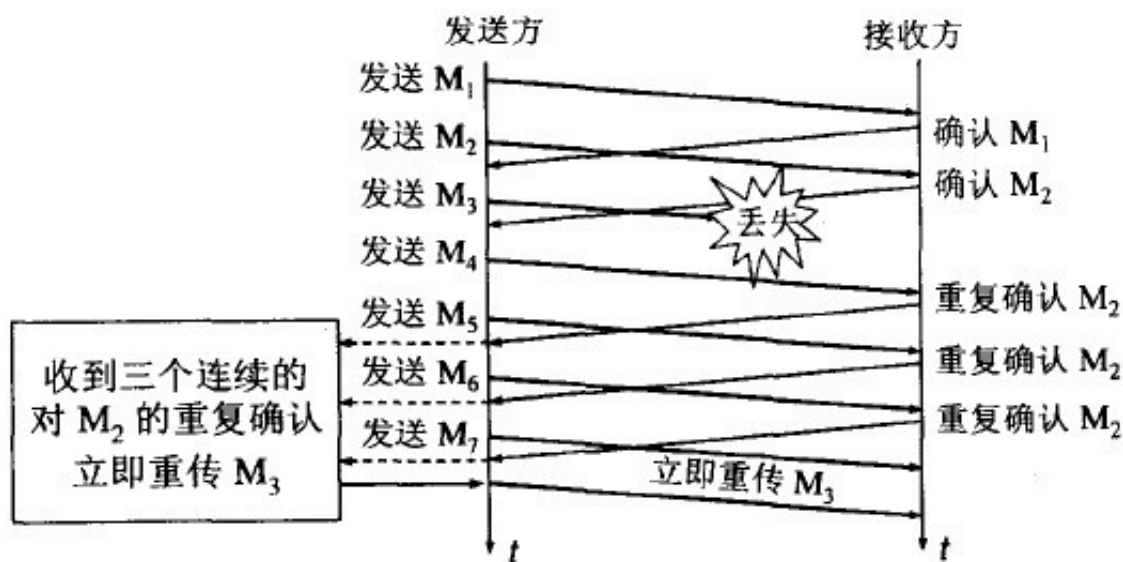 发送方
接收方
发送 M₁
确认 M₁
发送 M₂
确认 M₂
发送 M₃
丢失
发送 M₄
重复确认 M₂
发送 M₅
重复确认 M₂
发送 M₆
重复确认 M₂
发送 M₇
收到三个连续的
对 M₂ 的重复确认
立即重传 M₃
立即重传 M₃
t
t